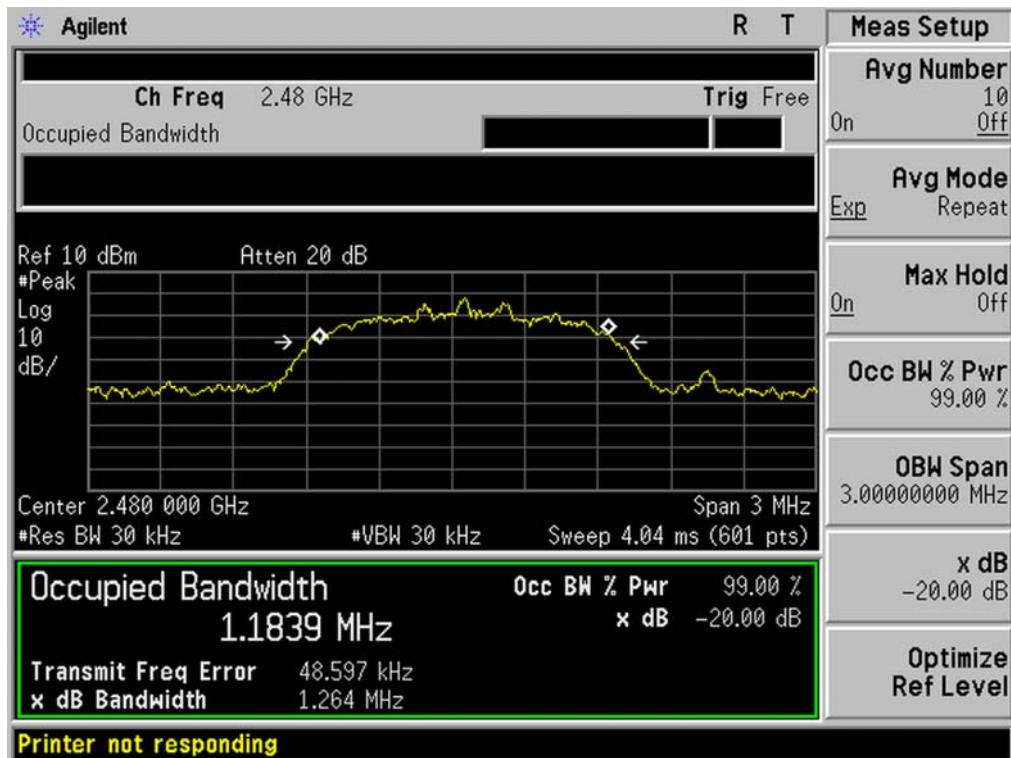 Agilent R T
Ch Freq 2.48 GHz Trig Free
Occupied Bandwidth
Ref 10 dBm Atten 20 dB
#Peak
Log
10
dB/
Center 2.480 000 GHz Span 3 MHz
#Res BW 30 kHz #VBW 30 kHz Sweep 4.04 ms (601 pts)
Occupied Bandwidth Occ BW % Pwr 99.00 %
1.1839 MHz x dB -20.00 dB
Transmit Freq Error 48.597 kHz
x dB Bandwidth 1.264 MHz
Printer not responding
Meas Setup
Avg Number
10
On Off
Avg Mode
Exp Repeat
Max Hold
On Off
Occ BW % Pwr
99.00 %
OBW Span
3.00000000 MHz
x dB
-20.00 dB
Optimize
Ref Level